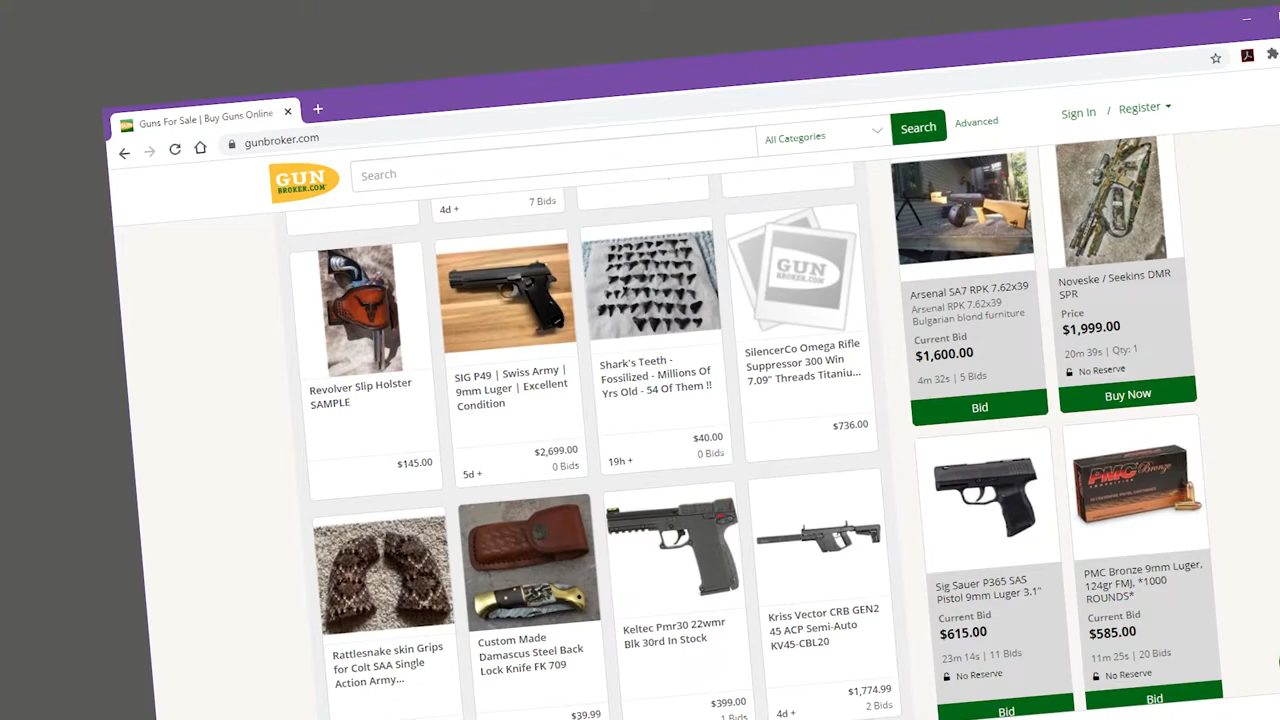 Guns For Sale | Buy Guns Online
gunbroker.com
GUN
BROKER.COM
Search
All Categories
Search
Advanced
Sign In / Register
4d +
7 Bids
Revolver Slip Holster
SAMPLE
$145.00
SIG P49 | Swiss Army |
9mm Luger | Excellent
Condition
$2,699.00
5d +
0 Bids
Shark's Teeth -
Fossilized - Millions Of
Yrs Old - 54 Of Them !!
$40.00
19h +
0 Bids
GUN
BROKER.COM
SilencerCo Omega Rifle
Suppressor 300 Win
7.09" Threads Titaniu...
$736.00
Arsenal SA7 RPK 7.62x39
Arsenal RPK 7.62x39
Bulgarian blond furniture
Current Bid
$1,600.00
4m 32s | 5 Bids
Bid
Noveske / Seekins DMR
SPR
Price
$1,999.00
20m 39s | Qty: 1
No Reserve
Buy Now
Rattlesnake skin Grips
for Colt SAA Single
Action Army...
Custom Made
Damascus Steel Back
Lock Knife FK 709
$39.99
Keltec Pmr30 22wmr
Blk 30rd In Stock
$399.00
1 Bids
Kriss Vector CRB GEN2
45 ACP Semi-Auto
KV45-CBL20
$1,774.99
4d +
2 Bids
Sig Sauer P365 SAS
Pistol 9mm Luger 3.1"
Current Bid
$615.00
23m 14s | 11 Bids
No Reserve
Bid
PMC Bronze
PMC Bronze 9mm Luger,
124gr FMJ, *1000
ROUNDS*
Current Bid
$585.00
11m 25s | 20 Bids
No Reserve
Bid